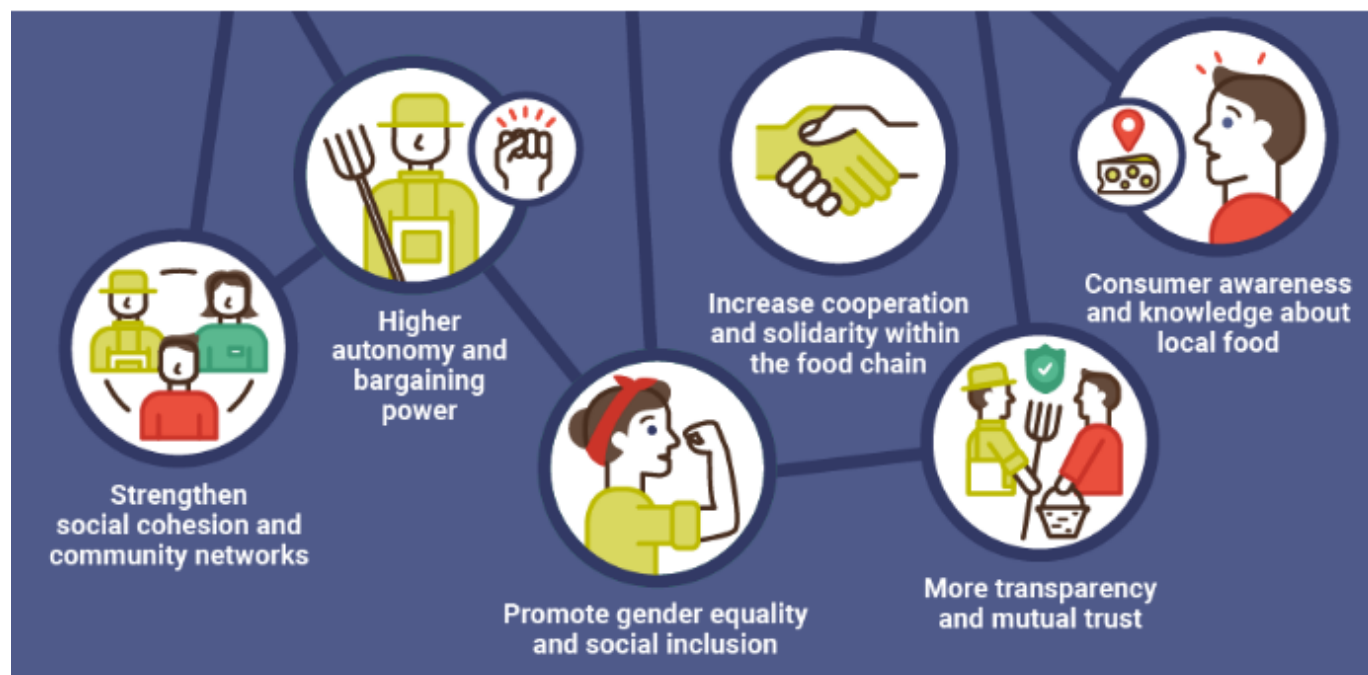 Higher
autonomy and
bargaining
power
Increase cooperation
and solidarity within
the food chain
Consumer awareness
and knowledge about
local food
Strengthen
social cohesion and
community networks
Promote gender equality
and social inclusion
More transparency
and mutual trust